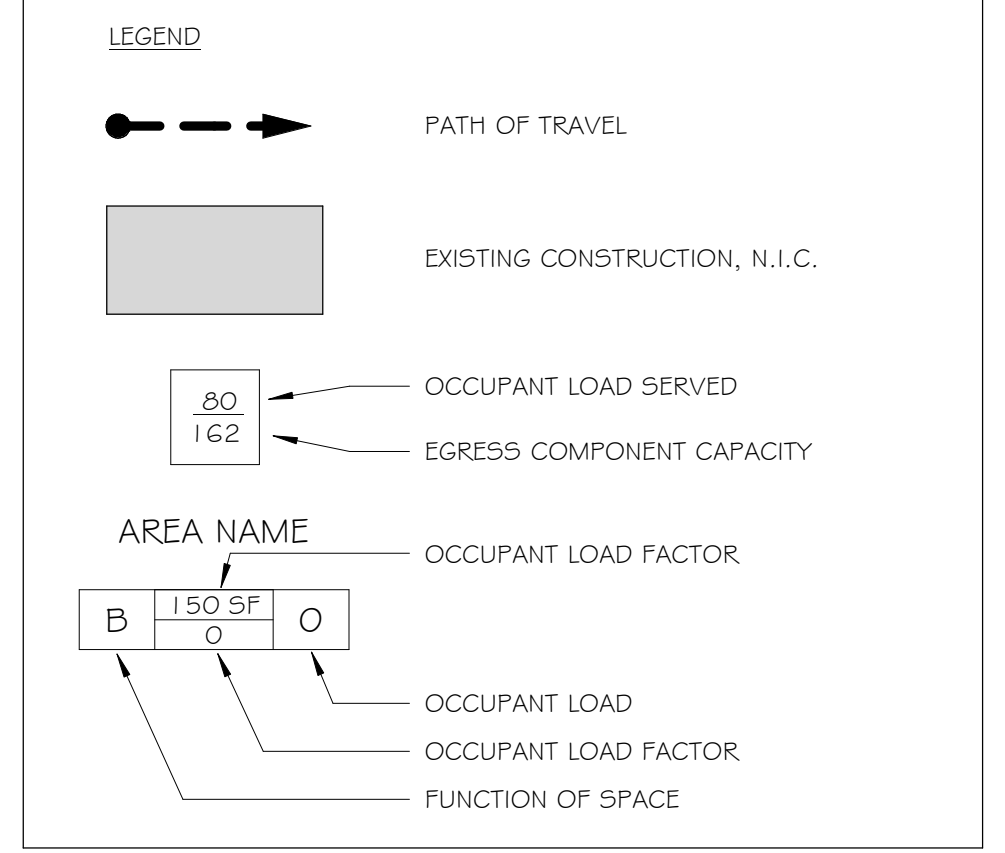 LEGEND
PATH OF TRAVEL
EXISTING CONSTRUCTION, N.I.C.
80
162
OCCUPANT LOAD SERVED
EGRESS COMPONENT CAPACITY
AREA NAME
OCCUPANT LOAD FACTOR
B
150 SF
0
0
OCCUPANT LOAD
OCCUPANT LOAD FACTOR
FUNCTION OF SPACE